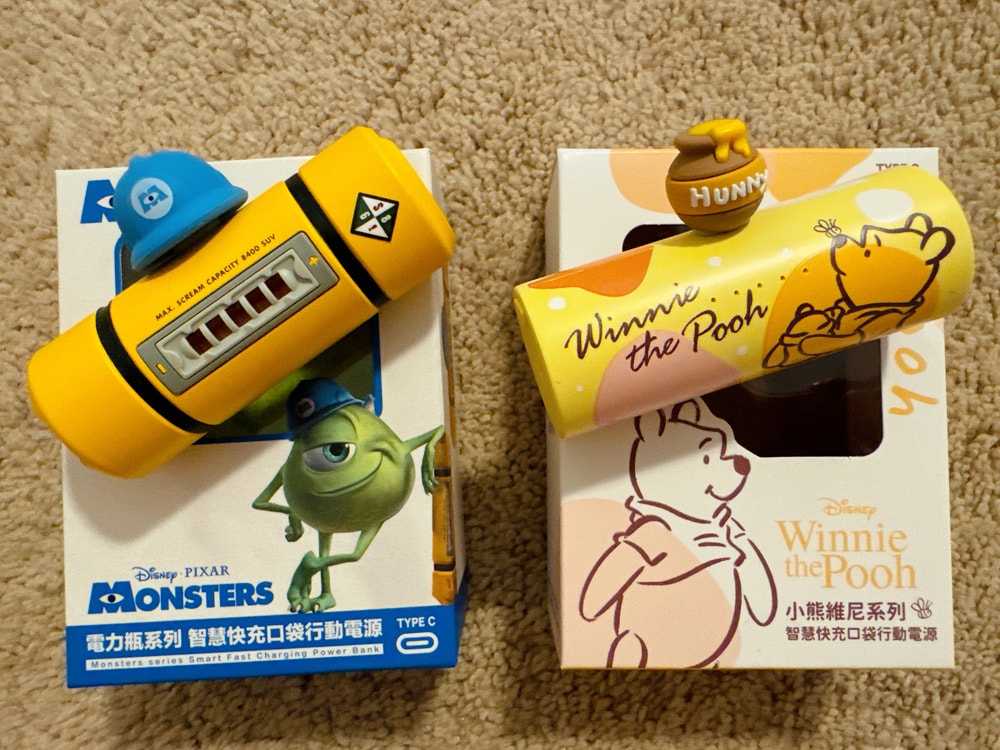 MAX. SCREAM CAPACITY 8400 SUV
SB
69!
DISNEY · PIXAR
MONSTERS
電力瓶系列 智慧快充口袋行動電源
Monsters series Smart Fast Charging Power Bank
TYPE C
HUNNY
Winnie
the Pooh
DISNEY
Winnie
the Pooh
小熊維尼系列
智慧快充口袋行動電源